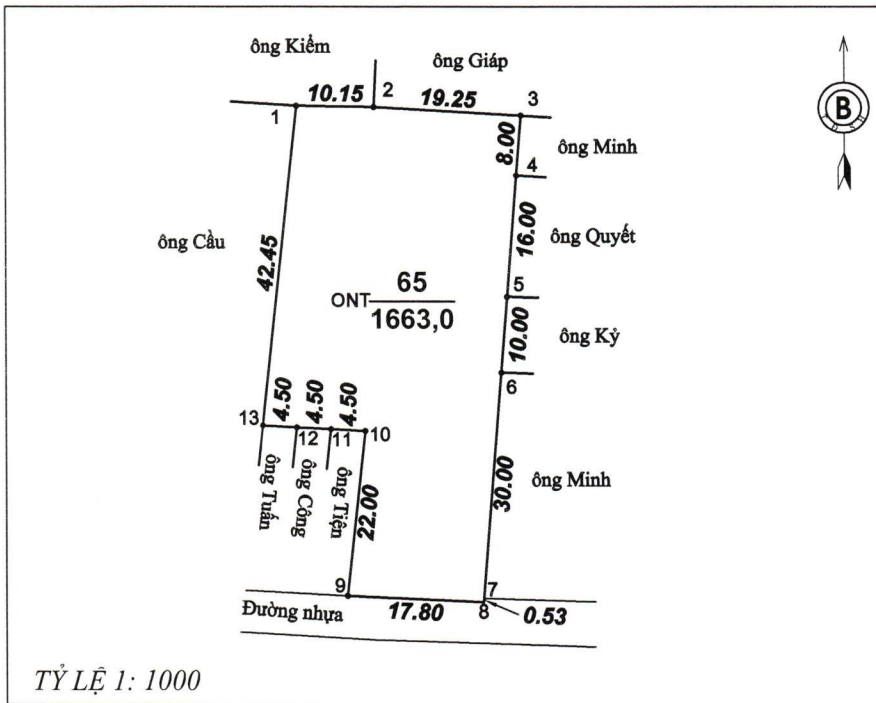 ông Kiểm
ông Giáp
10.15
2
19.25
3
1
B
8.00
ông Minh
4
ông Cầu
42.45
16.00
ông Quyết
ONT 65
1663,0
5
10.00
ông Kỷ
6
4.50
4.50
4.50
13
12
11
10
ông Tuấn
ông Cộng
ông Tiện
22.00
30.00
ông Minh
9
7
Đường nhựa
17.80
8
0.53
TỶ LỆ 1: 1000